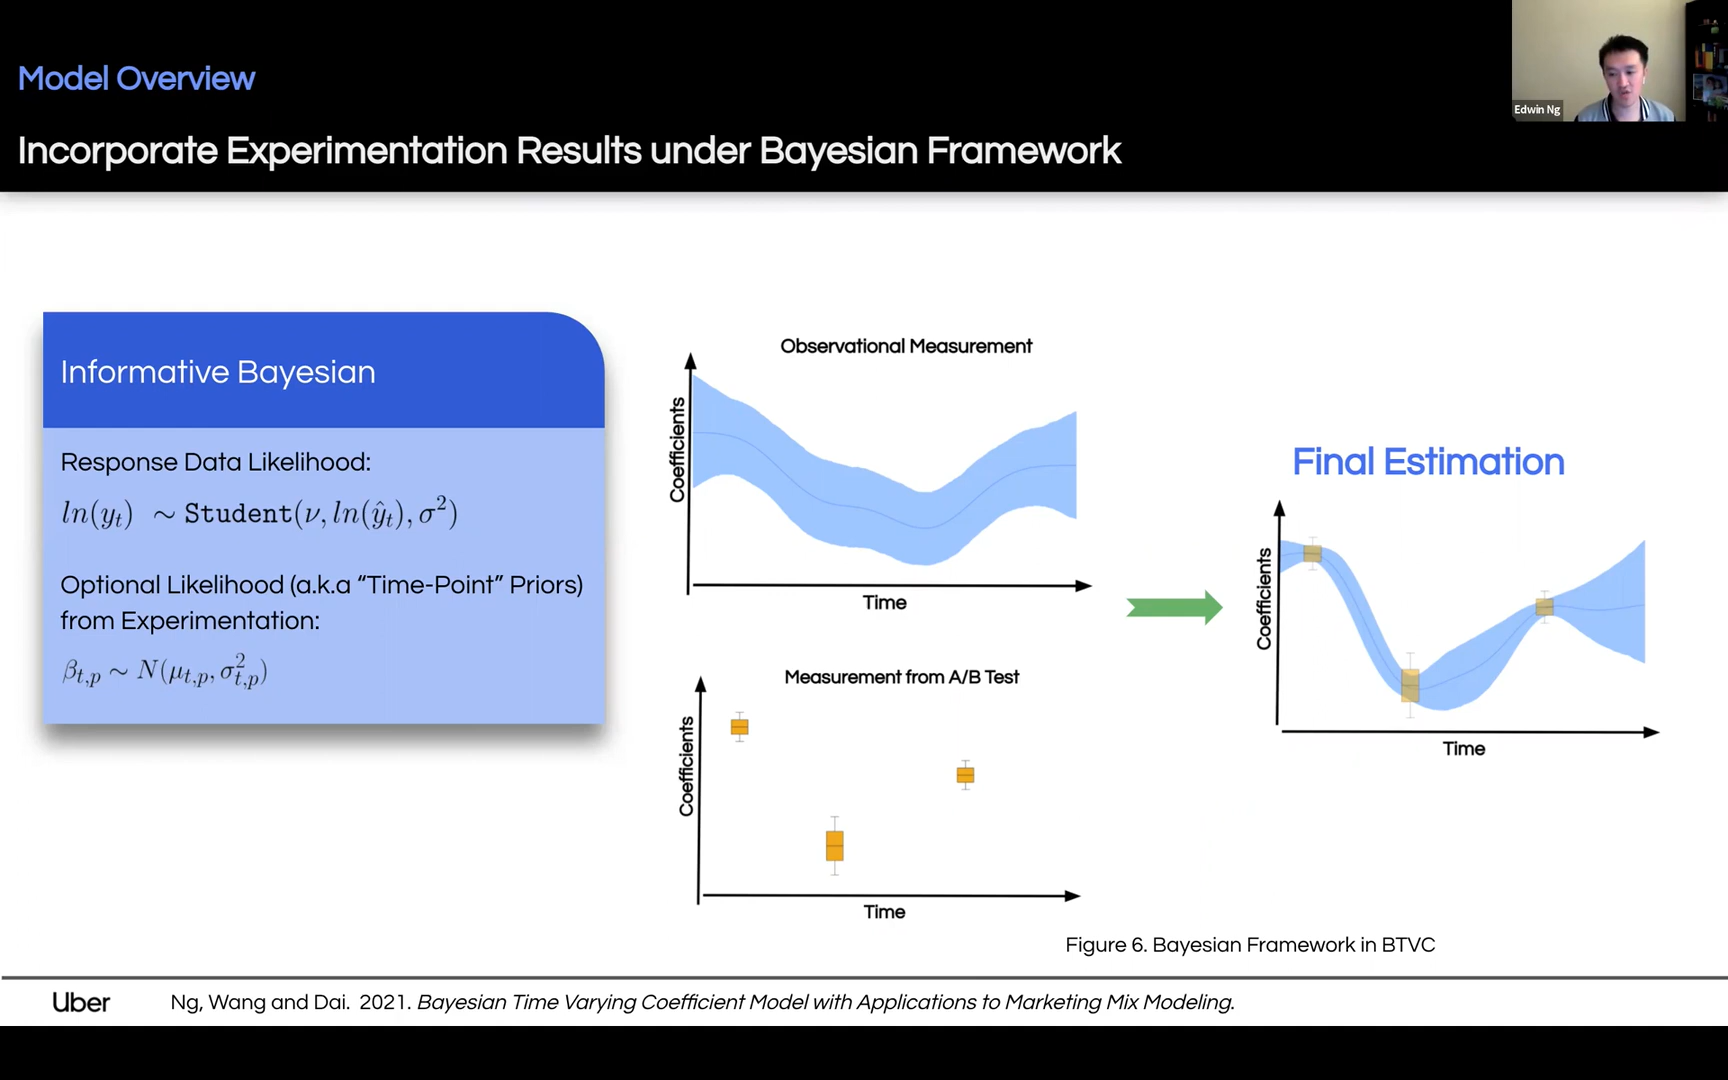 Model Overview
Incorporate Experimentation Results under Bayesian Framework
Edwin Ng
Informative Bayesian
Response Data Likelihood:
ln(y_t) ~ Student(ν, ln(ŷ_t), σ²)
Optional Likelihood (a.k.a “Time-Point” Priors)
from Experimentation:
β_{t,p} ~ N(μ_{t,p}, σ²_{t,p})
Observational Measurement
Coefficients
Time
Measurement from A/B Test
Coefficients
Time
Final Estimation
Coefficients
Time
Figure 6. Bayesian Framework in BTVC
Uber
Ng, Wang and Dai. 2021. Bayesian Time Varying Coefficient Model with Applications to Marketing Mix Modeling.